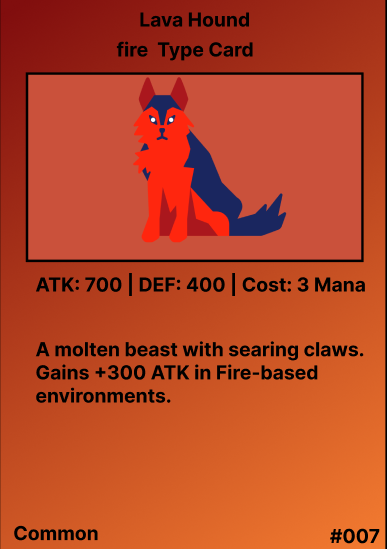 Lava Hound
fire Type Card
ATK: 700 | DEF: 400 | Cost: 3 Mana
A molten beast with searing claws.
Gains +300 ATK in Fire-based
environments.
Common
#007